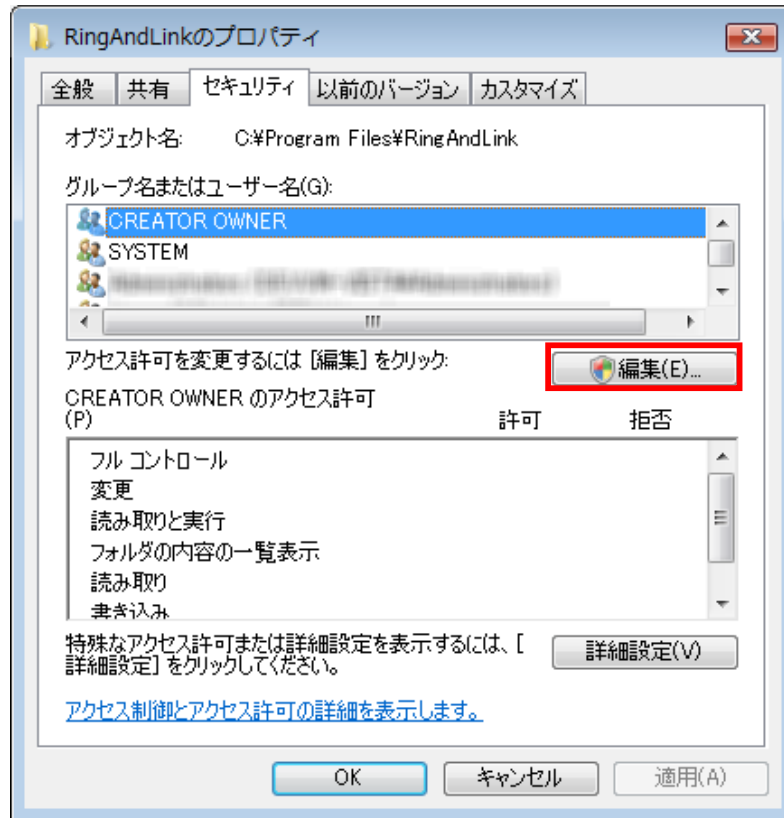 RingAndLinkのプロパティ
全般 共有 セキュリティ 以前のバージョン カスタマイズ
オブジェクト名: C:¥Program Files¥RingAndLink
グループ名またはユーザー名(G):
CREATOR OWNER
SYSTEM
アクセス許可を変更するには [編集] をクリック:
編集(E)...
CREATOR OWNER のアクセス許可
(P) 許可 拒否
フル コントロール
変更
読み取りと実行
フォルダの内容の一覧表示
読み取り
書き込み
特殊なアクセス許可または詳細設定を表示するには、[
詳細設定] をクリックしてください。
詳細設定(V)
アクセス制御とアクセス許可の詳細を表示します。
OK キャンセル 適用(A)